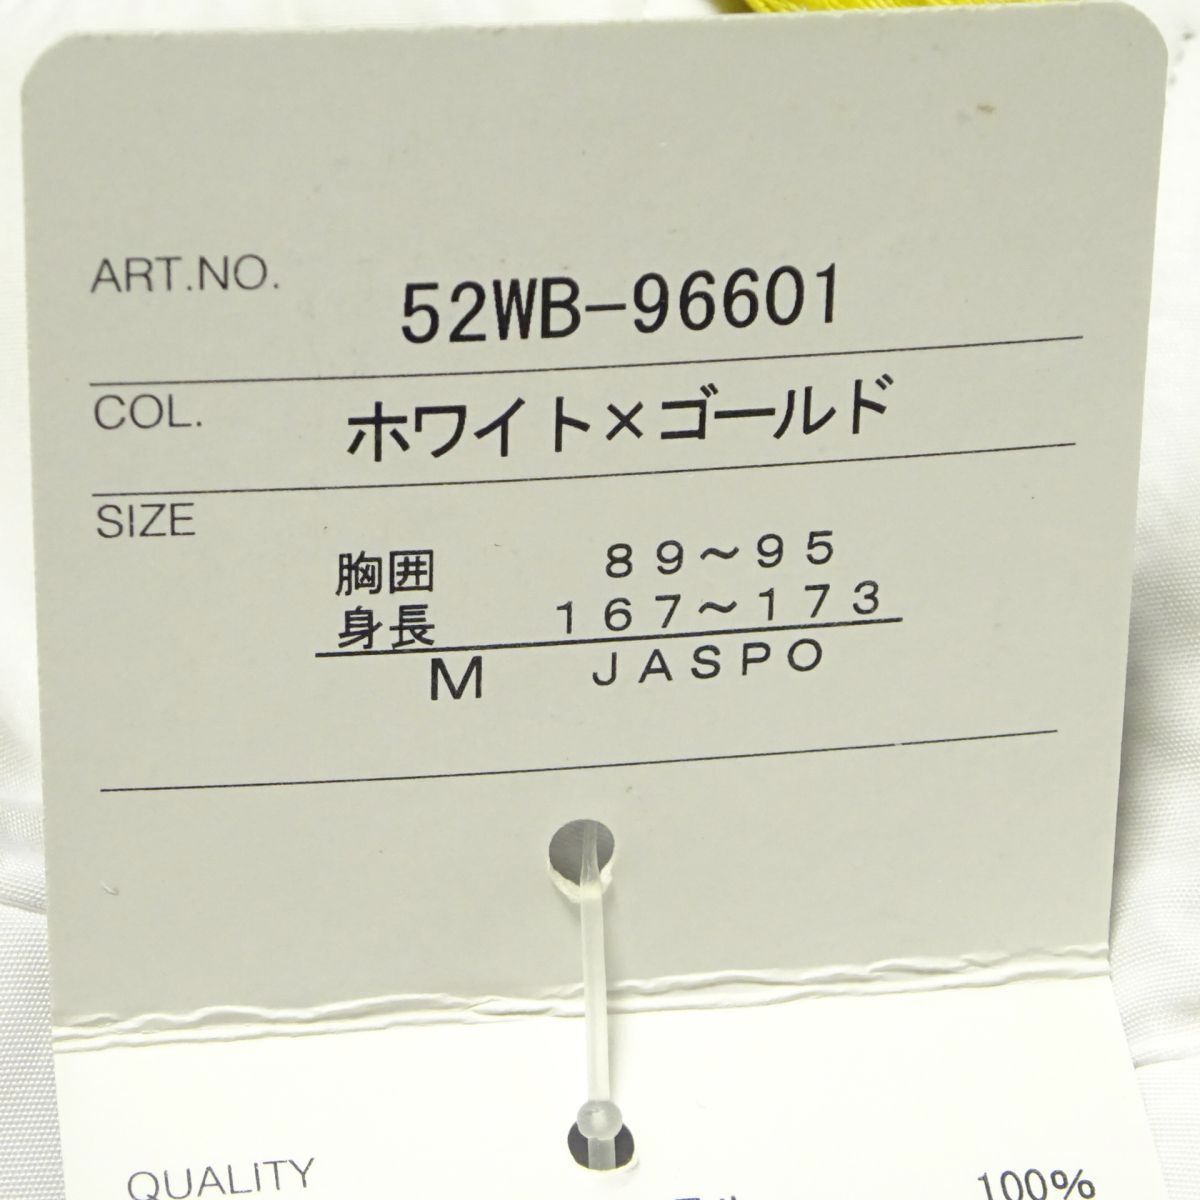 ART.NO. 52WB-96601
COL. ホワイト×ゴールド
SIZE
胸囲 89～95
身長 167～173
M JASPO
QUALITY 100%